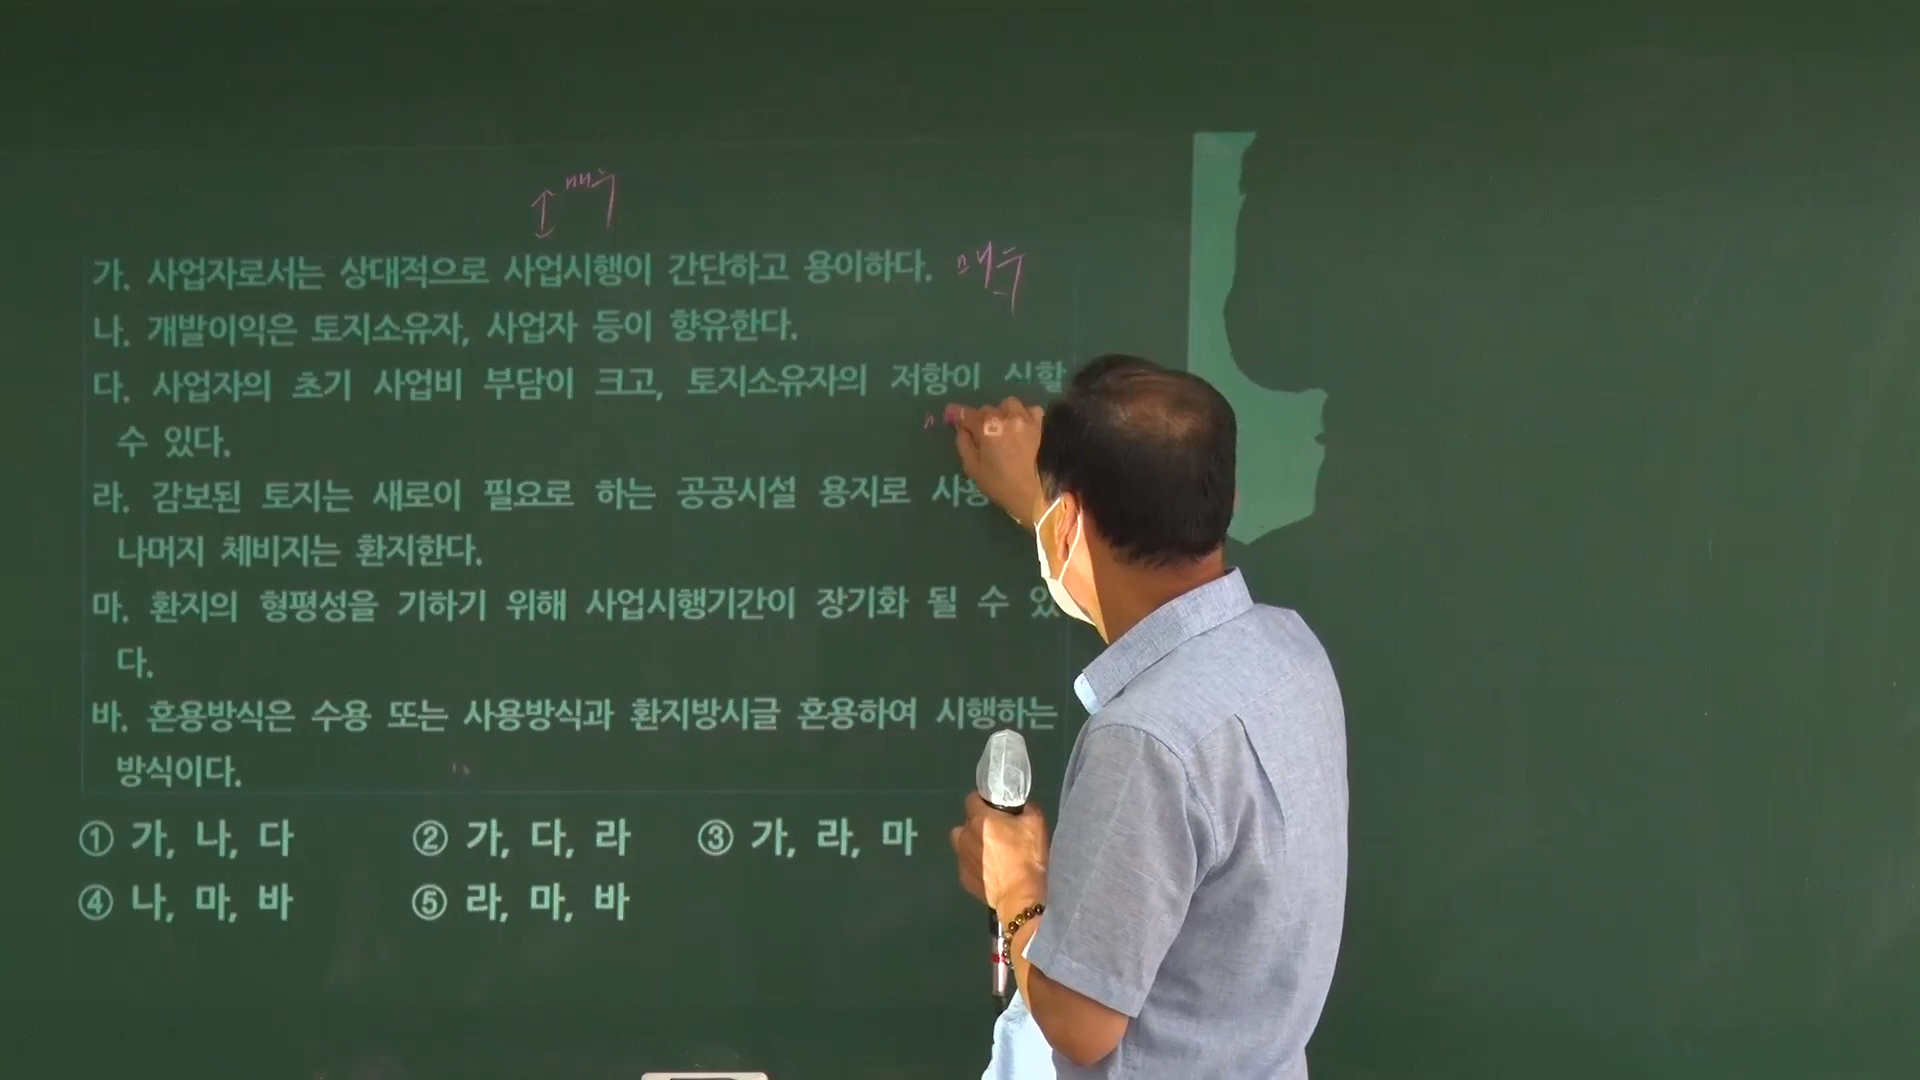 매수
가. 사업자로서는 상대적으로 사업시행이 간단하고 용이하다. 매수
나. 개발이익은 토지소유자, 사업자 등이 향유한다.
다. 사업자의 초기 사업비 부담이 크고, 토지소유자의 저항이 심할
수 있다.
라. 감보된 토지는 새로이 필요로 하는 공공시설 용지로
나머지 체비지는 환지한다.
마. 환지의 형평성을 기하기 위해 사업시행기간이 장기화 될 수 있
다.
바. 혼용방식은 수용 또는 사용방식과 환지방시글 혼용하여 시행하는
방식이다.
① 가, 나, 다 ② 가, 다, 라 ③ 가, 라, 마
④ 나, 마, 바 ⑤ 라, 마, 바